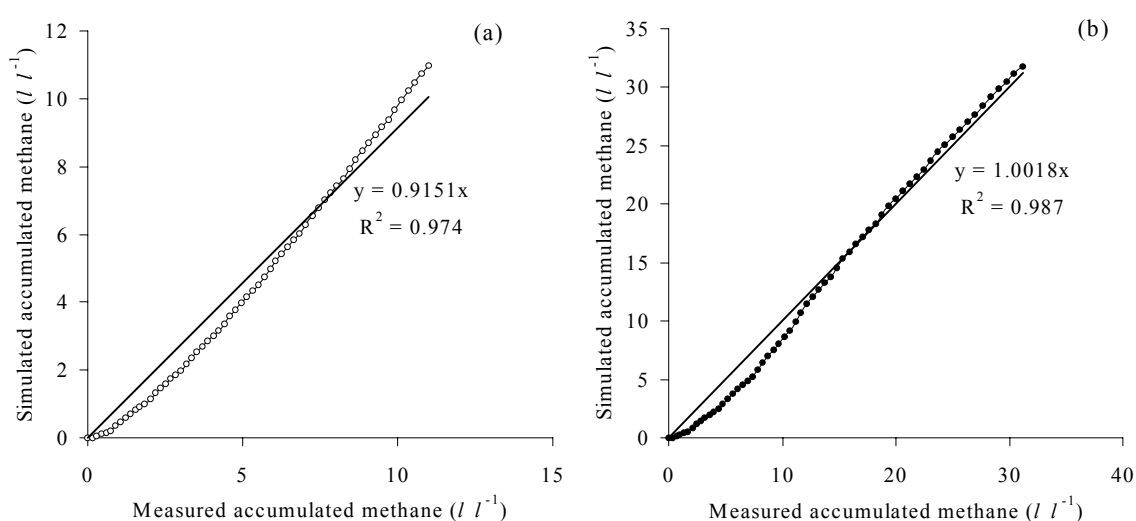 (a)
Simulated accumulated methane (l l⁻¹)
12
10
8
6
4
2
0
y = 0.9151x
R² = 0.974
0 5 10 15
Measured accumulated methane (l l⁻¹)
(b)
Simulated accumulated methane (l l⁻¹)
35
30
25
20
15
10
5
0
y = 1.0018x
R² = 0.987
0 10 20 30 40
Measured accumulated methane (l l⁻¹)